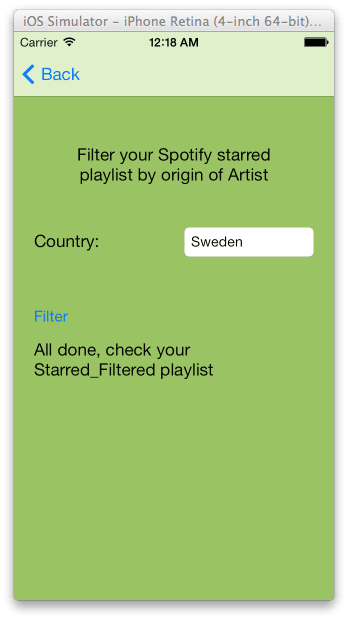 iOS Simulator – iPhone Retina (4-inch 64-bit)...
Carrier 12:18 AM
Back
Filter your Spotify starred
playlist by origin of Artist
Country: Sweden
Filter
All done, check your
Starred_Filtered playlist